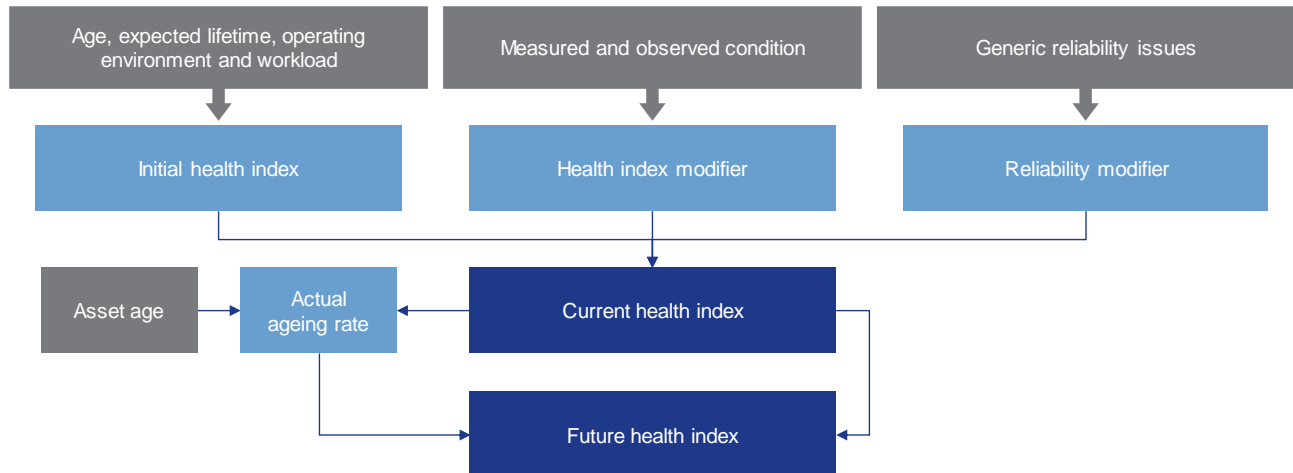 Age, expected lifetime, operating
environment and workload
Measured and observed condition
Generic reliability issues
Initial health index
Health index modifier
Reliability modifier
Asset age
Actual
ageing rate
Current health index
Future health index